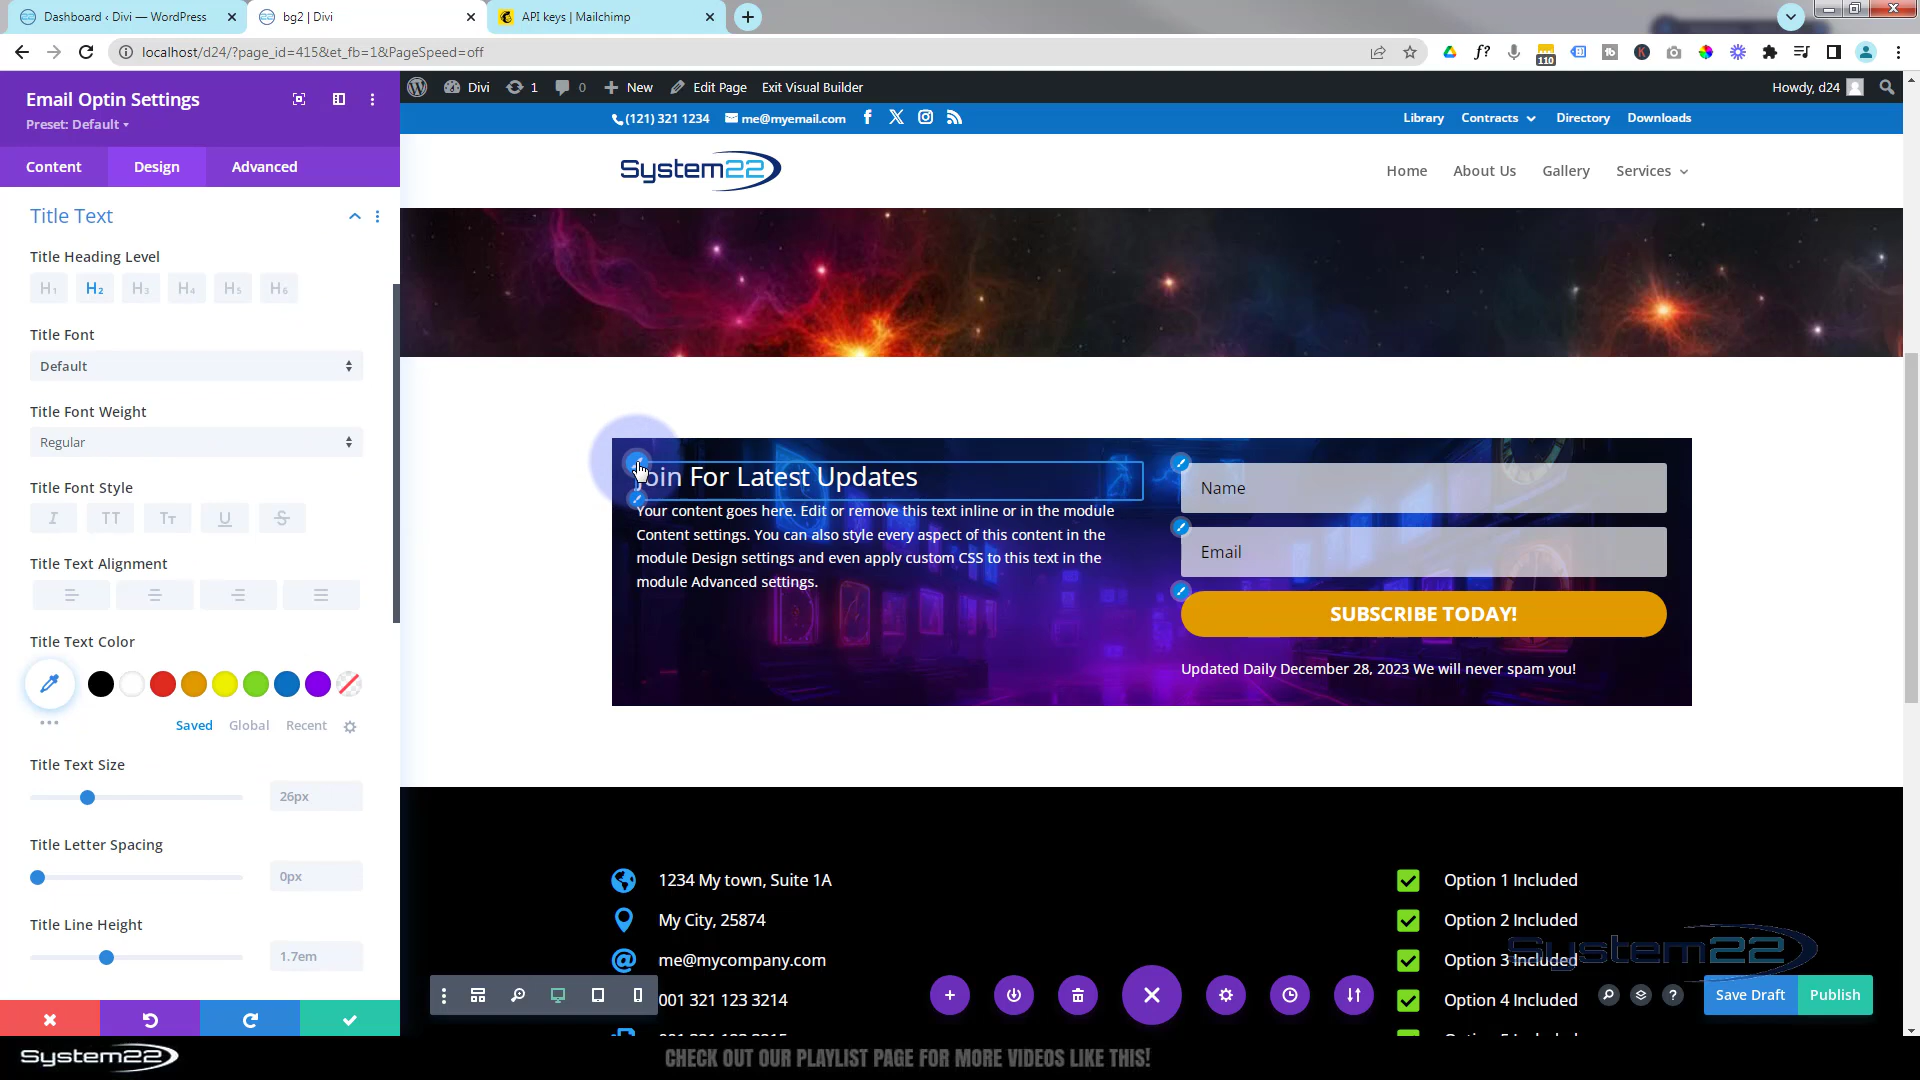 Dashboard ‹ Divi — WordPress
bg2 | Divi
API keys | Mailchimp
localhost/d24/?page_id=415&et_fb=1&PageSpeed=off
f?
110
Email Optin Settings
Preset: Default
Content
Design
Advanced
Divi
1
0
New
Edit Page
Exit Visual Builder
Howdy, d24
(121) 321 1234
me@myemail.com
Library
Contracts
Directory
Downloads
System22
Home
About Us
Gallery
Services
Title Text
Title Heading Level
H1
H2
H3
H4
H5
H6
Title Font
Default
Title Font Weight
Regular
Title Font Style
I
TT
Tт
U
S
Title Text Alignment
Title Text Color
Saved
Global
Recent
Title Text Size
26px
Title Letter Spacing
0px
Title Line Height
1.7em
Join For Latest Updates
Your content goes here. Edit or remove this text inline or in the module
Content settings. You can also style every aspect of this content in the
module Design settings and even apply custom CSS to this text in the
module Advanced settings.
Name
Email
SUBSCRIBE TODAY!
Updated Daily December 28, 2023 We will never spam you!
1234 My town, Suite 1A
My City, 25874
me@mycompany.com
001 321 123 3214
Option 1 Included
Option 2 Included
Option 3 Included
Option 4 Included
System22
Save Draft
Publish
System22
CHECK OUT OUR PLAYLIST PAGE FOR MORE VIDEOS LIKE THIS!